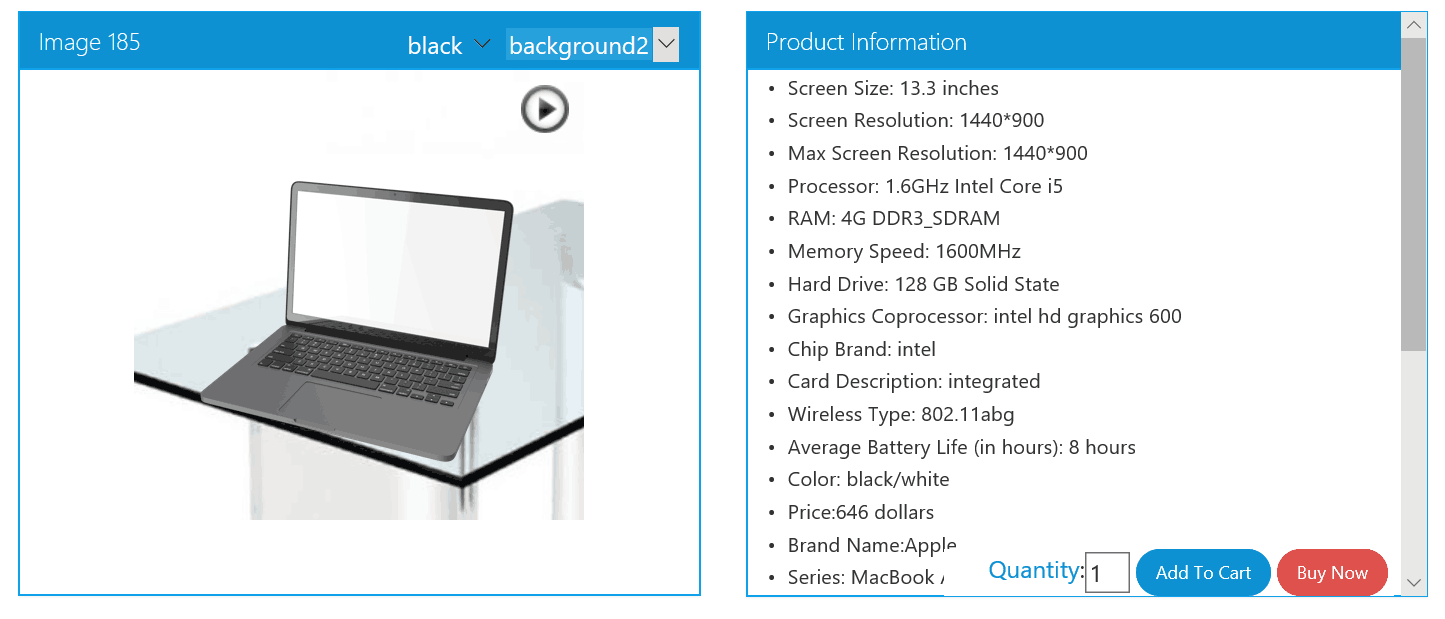 Image 185
black
background2
Product Information
• Screen Size: 13.3 inches
• Screen Resolution: 1440*900
• Max Screen Resolution: 1440*900
• Processor: 1.6GHz Intel Core i5
• RAM: 4G DDR3_SDRAM
• Memory Speed: 1600MHz
• Hard Drive: 128 GB Solid State
• Graphics Coprocessor: intel hd graphics 600
• Chip Brand: intel
• Card Description: integrated
• Wireless Type: 802.11abg
• Average Battery Life (in hours): 8 hours
• Color: black/white
• Price:646 dollars
• Brand Name:Apple
• Series: MacBook
Quantity: 1
Add To Cart
Buy Now